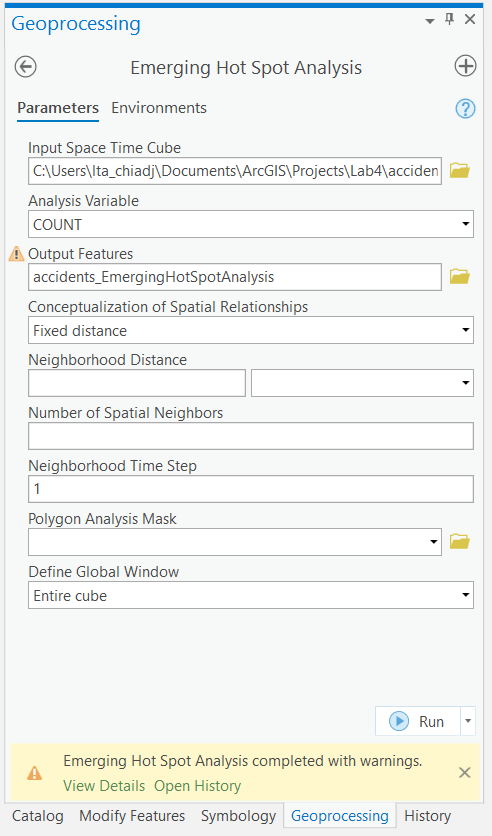 Geoprocessing
Emerging Hot Spot Analysis
Parameters Environments
Input Space Time Cube
C:\Users\lta_chiadj\Documents\ArcGIS\Projects\Lab4\acciden
Analysis Variable
COUNT
Output Features
accidents_EmergingHotSpotAnalysis
Conceptualization of Spatial Relationships
Fixed distance
Neighborhood Distance
Number of Spatial Neighbors
Neighborhood Time Step
1
Polygon Analysis Mask
Define Global Window
Entire cube
Run
Emerging Hot Spot Analysis completed with warnings.
View Details Open History
Catalog Modify Features Symbology Geoprocessing History